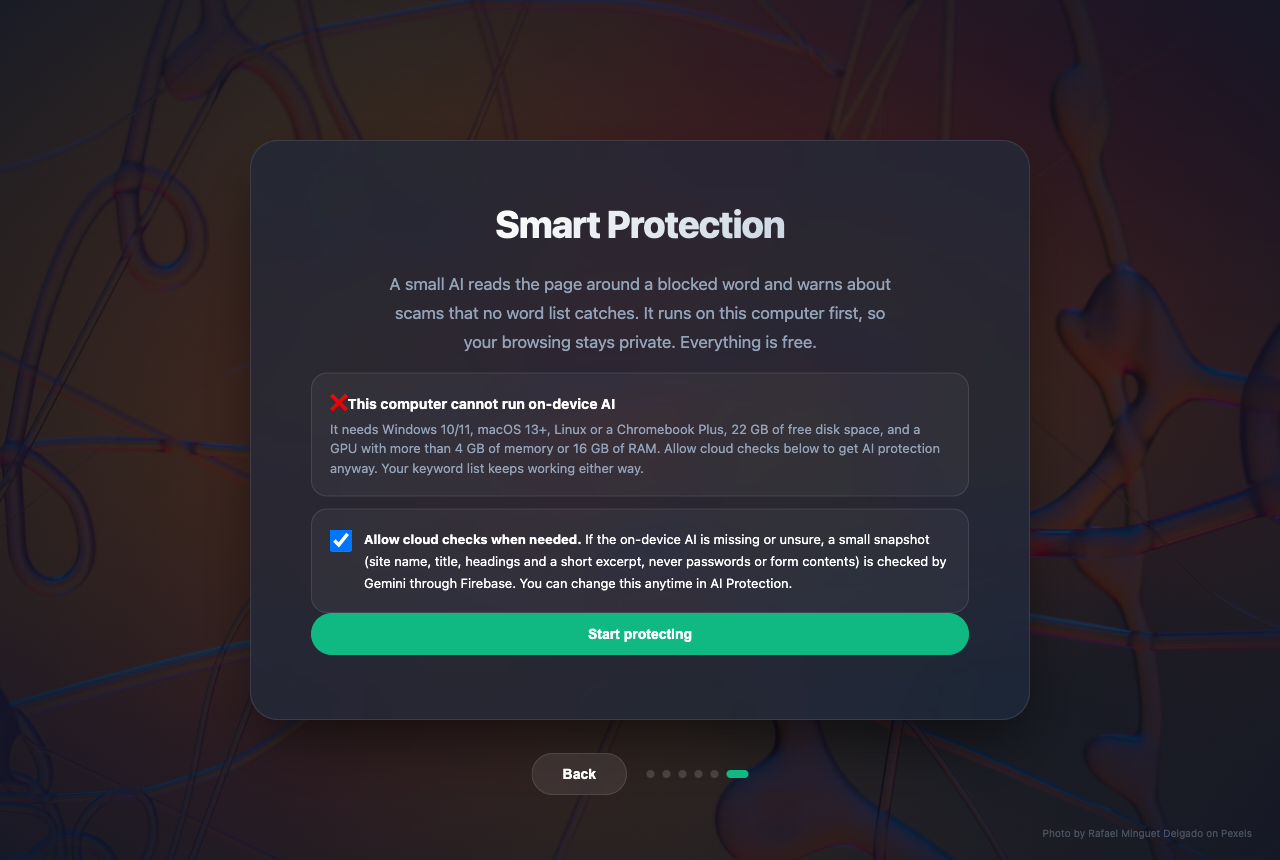 Smart Protection
A small AI reads the page around a blocked word and warns about
scams that no word list catches. It runs on this computer first, so
your browsing stays private. Everything is free.
❌This computer cannot run on-device AI
It needs Windows 10/11, macOS 13+, Linux or a Chromebook Plus, 22 GB of free disk space, and a
GPU with more than 4 GB of memory or 16 GB of RAM. Allow cloud checks below to get AI protection
anyway. Your keyword list keeps working either way.
Allow cloud checks when needed. If the on-device AI is missing or unsure, a small snapshot
(site name, title, headings and a short excerpt, never passwords or form contents) is checked by
Gemini through Firebase. You can change this anytime in AI Protection.
Start protecting
Back
Photo by Rafael Minguet Delgado on Pexels